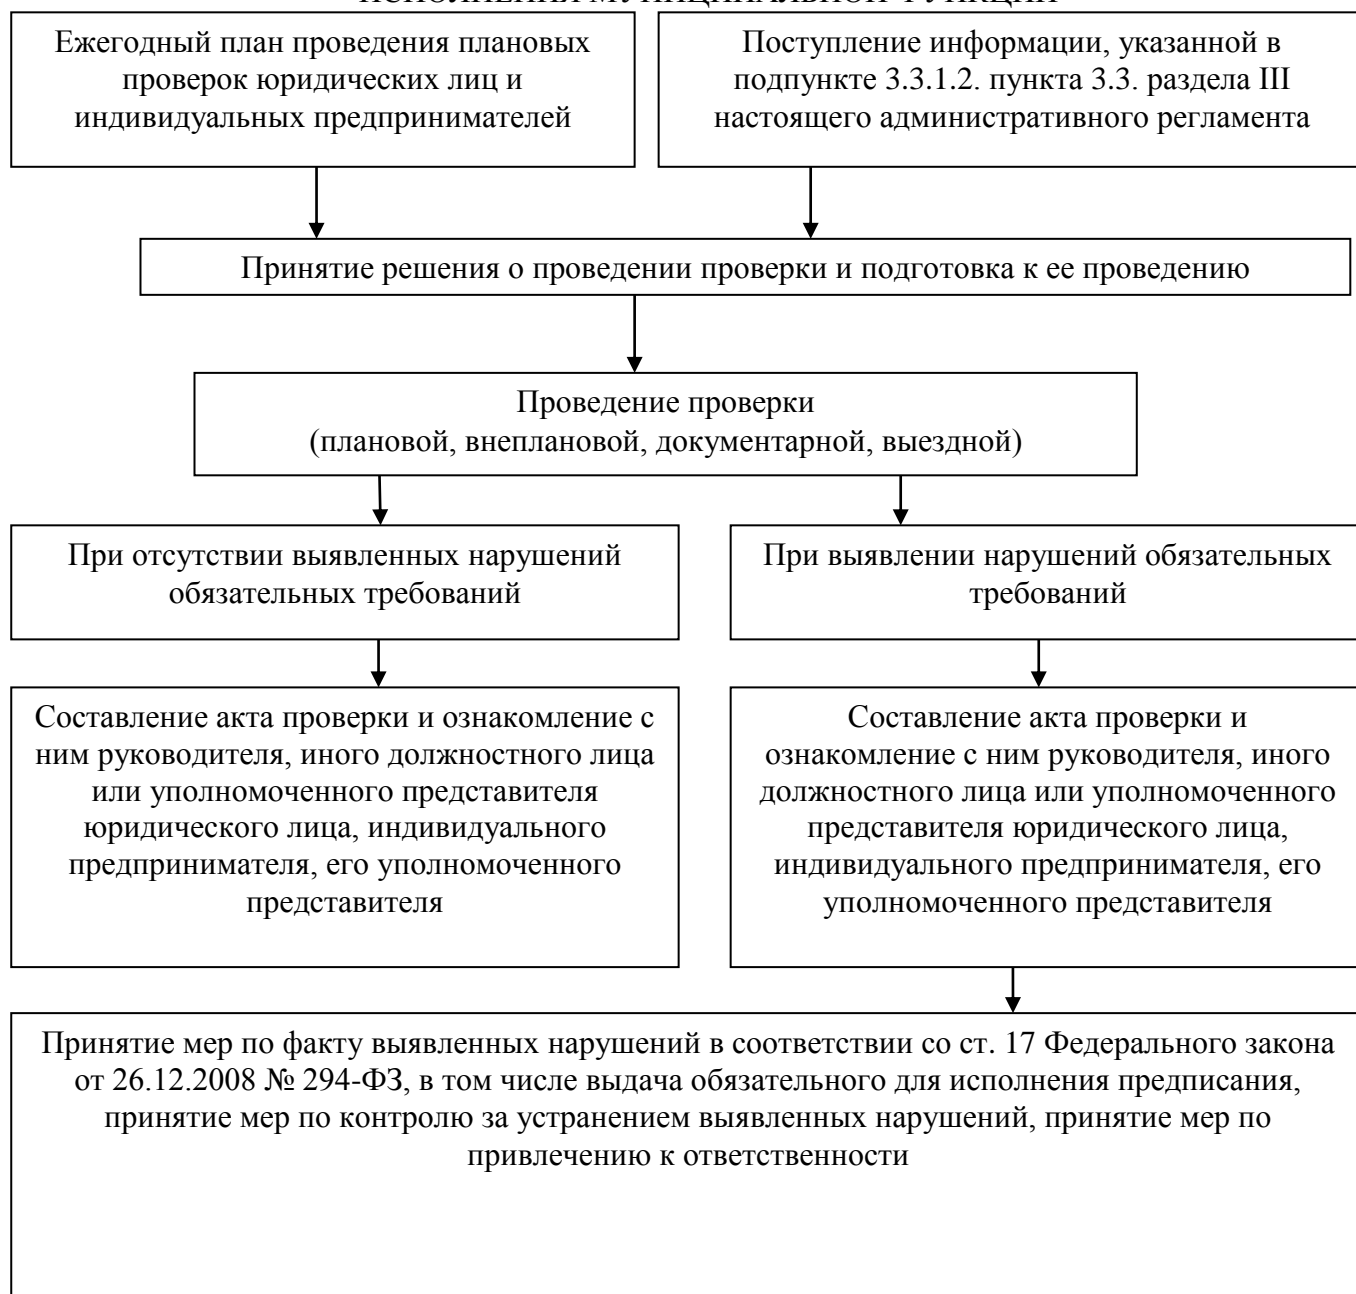 ИСПОЛНЕНИЯ МУНИЦИПАЛЬНОЙ ФУНКЦИИ
Ежегодный план проведения плановых
проверок юридических лиц и
индивидуальных предпринимателей
Поступление информации, указанной в
подпункте 3.3.1.2. пункта 3.3. раздела III
настоящего административного регламента
Принятие решения о проведении проверки и подготовка к ее проведению
Проведение проверки
(плановой, внеплановой, документарной, выездной)
При отсутствии выявленных нарушений
обязательных требований
При выявлении нарушений обязательных
требований
Составление акта проверки и ознакомление с
ним руководителя, иного должностного лица
или уполномоченного представителя
юридического лица, индивидуального
предпринимателя, его уполномоченного
представителя
Составление акта проверки и
ознакомление с ним руководителя, иного
должностного лица или уполномоченного
представителя юридического лица,
индивидуального предпринимателя, его
уполномоченного представителя
Принятие мер по факту выявленных нарушений в соответствии со ст. 17 Федерального закона
от 26.12.2008 № 294-ФЗ, в том числе выдача обязательного для исполнения предписания,
принятие мер по контролю за устранением выявленных нарушений, принятие мер по
привлечению к ответственности